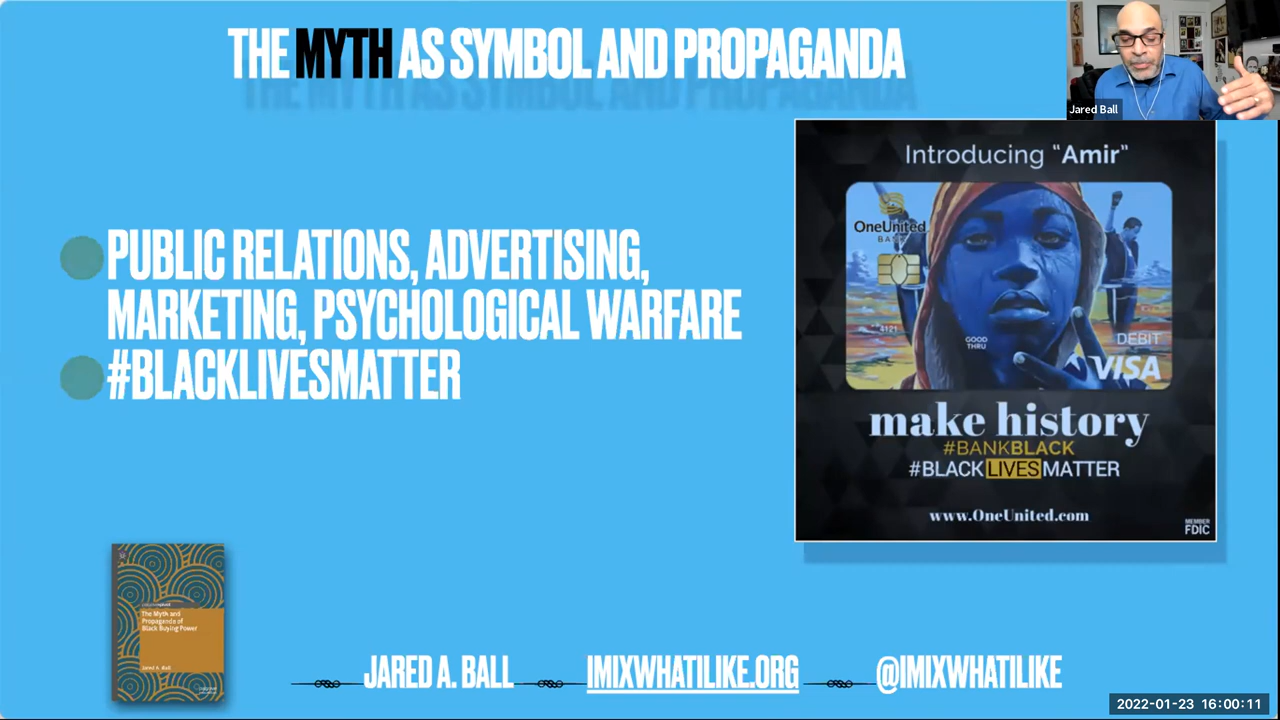 THE MYTH AS SYMBOL AND PROPAGANDA
Jared Ball
PUBLIC RELATIONS, ADVERTISING,
MARKETING, PSYCHOLOGICAL WARFARE
#BLACKLIVESMATTER
Introducing "Amir"
OneUnited
BANK
4121
GOOD
THRU
DEBIT
VISA
make history
#BANKBLACK
#BLACKLIVESMATTER
www.OneUnited.com
MEMBER
FDIC
The Myth and
Propaganda of
Black Buying Power
Jared A. Ball
JARED A. BALL
IMIXWHATILIKE.ORG
@IMIXWHATILIKE
2022-01-23 16:00:11